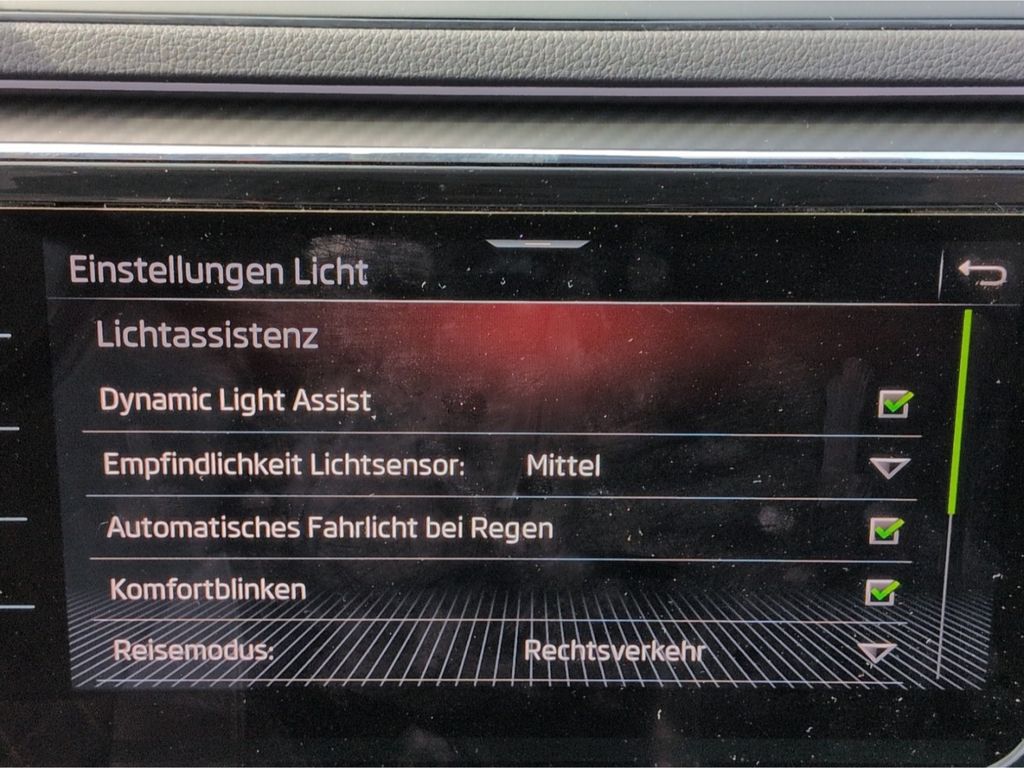 Einstellungen Licht
Lichtassistenz
Dynamic Light Assist
Empfindlichkeit Lichtsensor: Mittel
Automatisches Fahrlicht bei Regen
Komfortblinken
Reisemodus: Rechtsverkehr